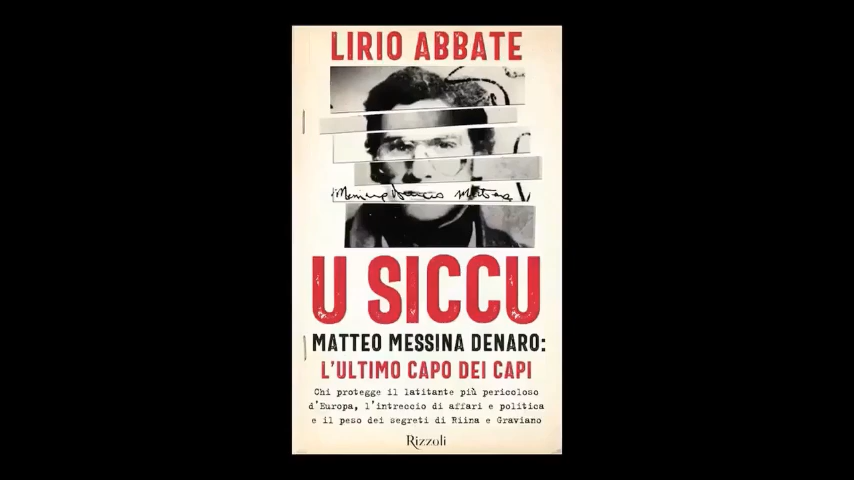 LIRIO ABBATE
U SICCU
MATTEO MESSINA DENARO:
L'ULTIMO CAPO DEI CAPI
Chi protegge il latitante più pericoloso
d'Europa, l'intreccio di affari e politica
e il peso dei segreti di Riina e Graviano
Rizzoli